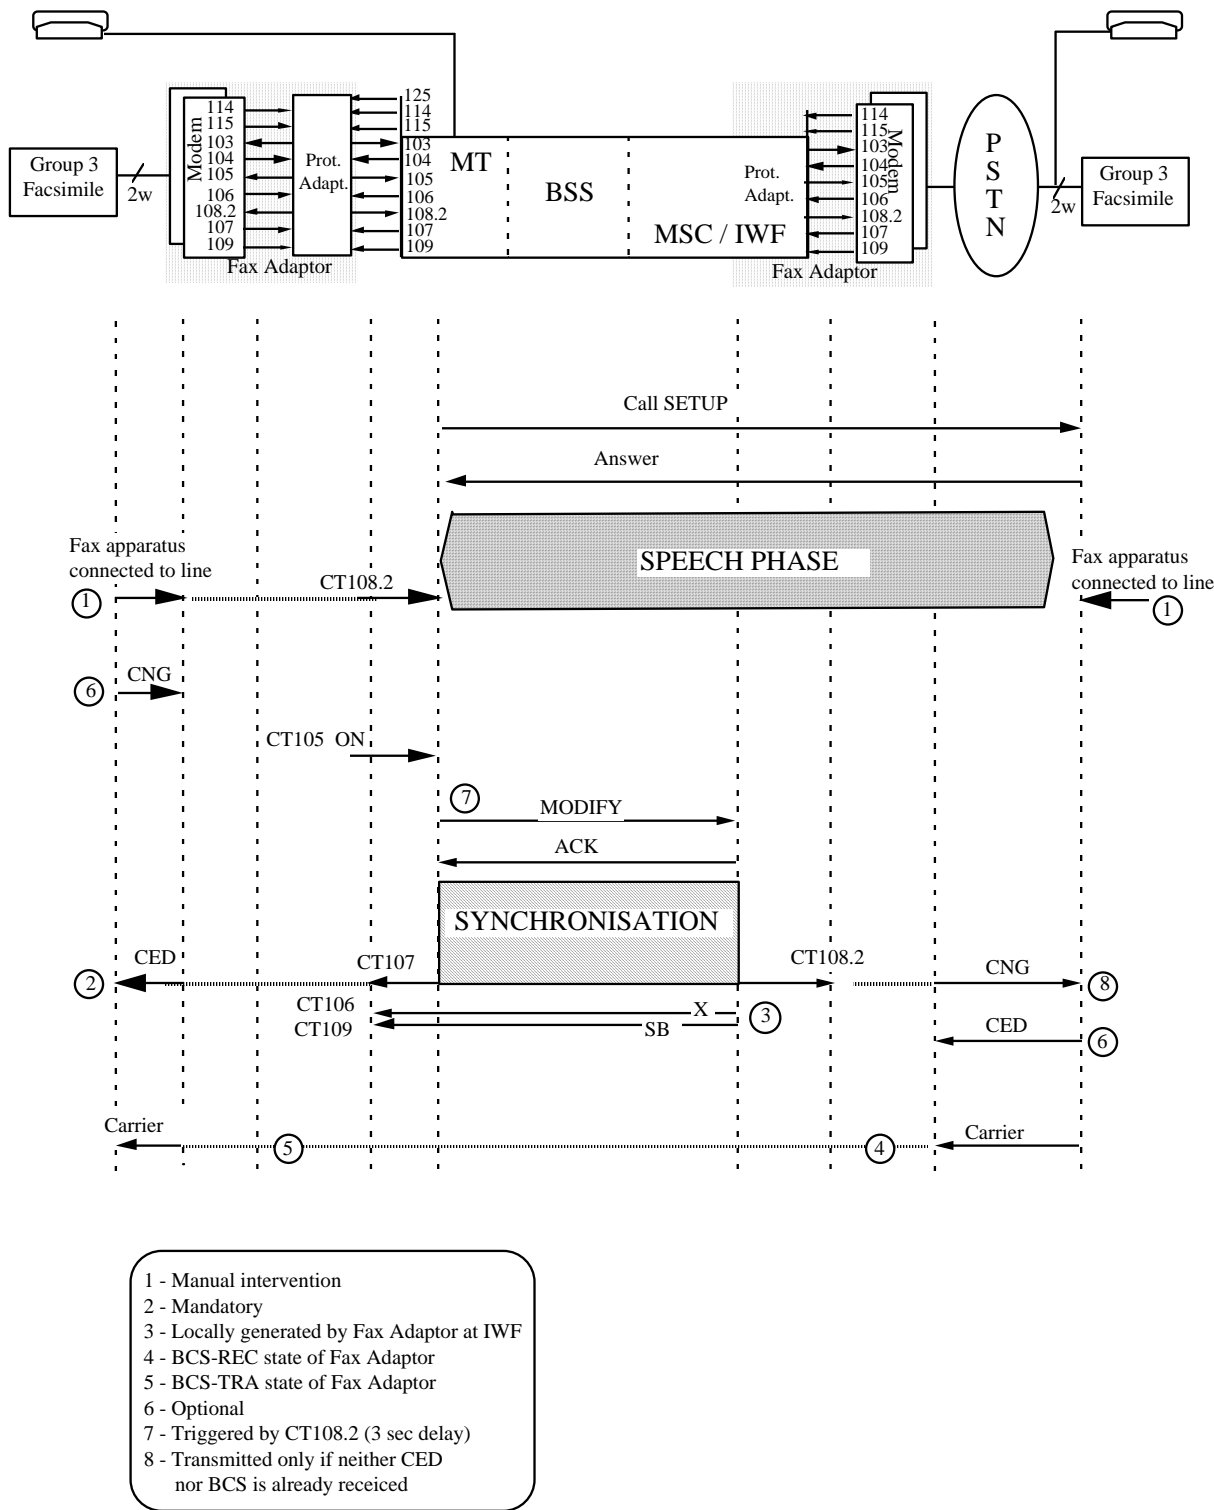 114
115
103
104
105
106
108.2
107
109
Modem
Prot.
Adapt.
Fax Adaptor
125
114
115
103
104
105
106
108.2
107
109
MT
BSS
MSC / IWF
Prot.
Adapt.
114
115
103
104
105
106
108.2
107
109
Modem
Fax Adaptor
P
S
T
N
Group 3
Facsimile
2w
2w
Group 3
Facsimile
Call SETUP
Answer
SPEECH PHASE
Fax apparatus
connected to line
1
CT108.2
Fax apparatus
connected to line
1
6
CNG
CT105 ON
7
MODIFY
ACK
SYNCHRONISATION
2
CED
CT107
CT108.2
CNG
8
CT106
X
3
CT109
SB
CED
6
Carrier
5
4
Carrier
1 - Manual intervention
2 - Mandatory
3 - Locally generated by Fax Adaptor at IWF
4 - BCS-REC state of Fax Adaptor
5 - BCS-TRA state of Fax Adaptor
6 - Optional
7 - Triggered by CT108.2 (3 sec delay)
8 - Transmitted only if neither CED
nor BCS is already receiced